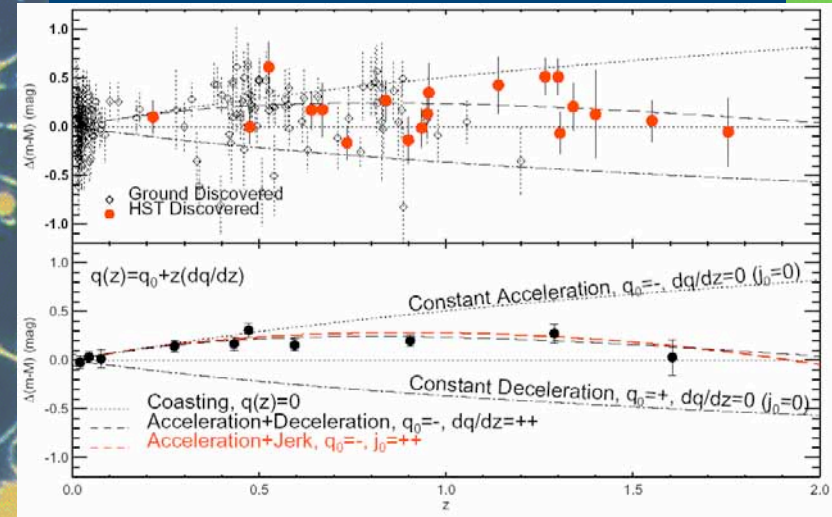 1.0
0.5
0.0
-0.5
-1.0
Δ(m-M) (mag)
Ground Discovered
HST Discovered
1.0
0.5
0.0
-0.5
-1.0
Δ(m-M) (mag)
q(z)=q₀+z(dq/dz)
Constant Acceleration, q₀=-, dq/dz=0 (j₀=0)
Constant Deceleration, q₀=+, dq/dz=0 (j₀=0)
Coasting, q(z)=0
Acceleration+Deceleration, q₀=-, dq/dz=++
Acceleration+Jerk, q₀=-, j₀=++
0.0 0.5 1.0 1.5 2.0
z